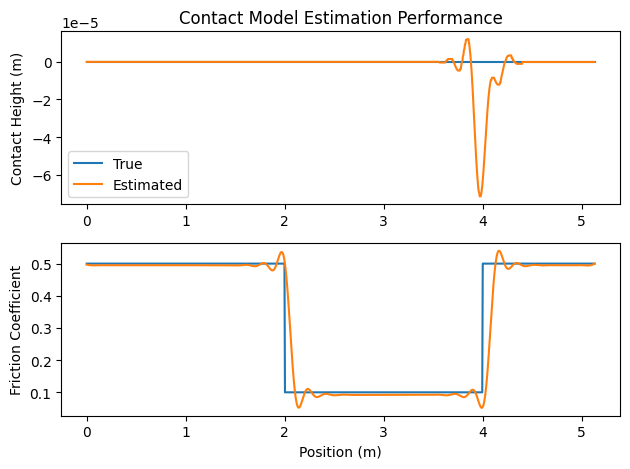 Contact Model Estimation Performance
1e−5
Contact Height (m)
0
−2
−4
−6
True
Estimated
0 1 2 3 4 5
Friction Coefficient
0.5
0.4
0.3
0.2
0.1
0 1 2 3 4 5
Position (m)